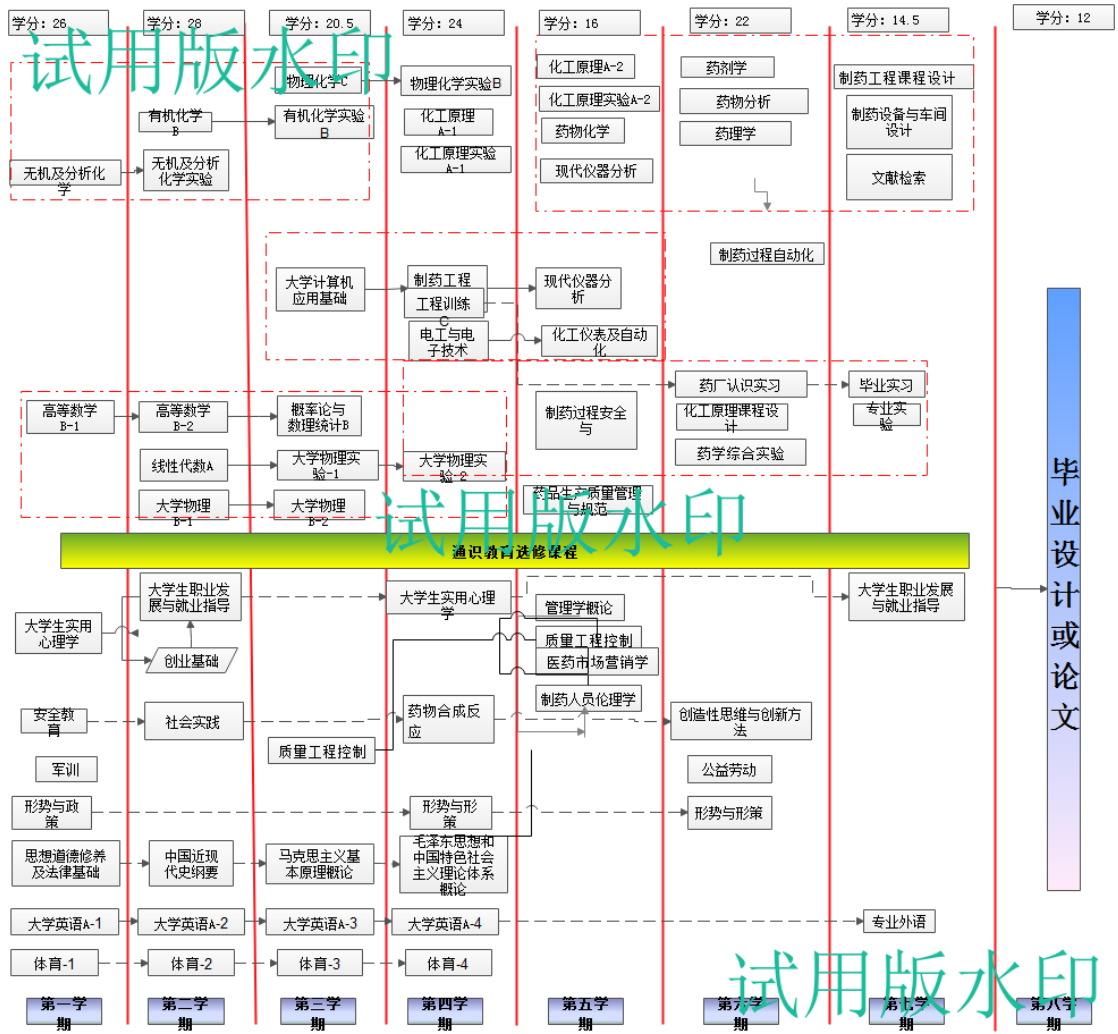 学分：26
学分：28
学分：20.5
学分：24
学分：16
学分：22
学分：14.5
学分：12
试用版水印
物理化学C
物理化学实验B
化工原理A-2
药剂学
制药工程课程设计
有机化学
B
有机化学实验
B
化工原理
A-1
化工原理实验A-2
药物分析
制药设备与车间
设计
药物化学
药理学
无机及分析化
学
无机及分析
化学实验
化工原理实验
A-1
现代仪器分析
文献检索
制药过程自动化
大学计算机
应用基础
制药工程
工程训练
C
现代仪器分
析
电工与电
子技术
化工仪表及自动
化
药厂认识实习
毕业实习
高等数学
B-1
高等数学
B-2
概率论与
数理统计B
制药过程安全
与
化工原理课程设
计
专业实
验
线性代数A
大学物理实
验-1
大学物理实
验-2
药学综合实验
大学物理
B-1
大学物理
B-2
药品生产质量管理
与规范
试用版水印
通识教育选修课程
大学生职业发
展与就业指导
大学生实用心理
学
管理学概论
大学生职业发展
与就业指导
大学生实用
心理学
创业基础
质量工程控制
医药市场营销学
制药人员伦理学
安全教
育
社会实践
药物合成反
应
创造性思维与创新方
法
质量工程控制
军训
公益劳动
形势与政
策
形势与形
策
形势与形策
思想道德修养
及法律基础
中国近现
代史纲要
马克思主义基
本原理概论
毛泽东思想和
中国特色社会
主义理论体系
概论
大学英语A-1
大学英语A-2
大学英语A-3
大学英语A-4
专业外语
体育-1
体育-2
体育-3
体育-4
毕业设计或论文
试用版水印
第一学
期
第二学
期
第三学
期
第四学
期
第五学
期
第六学
期
第七学
期
第八学
期